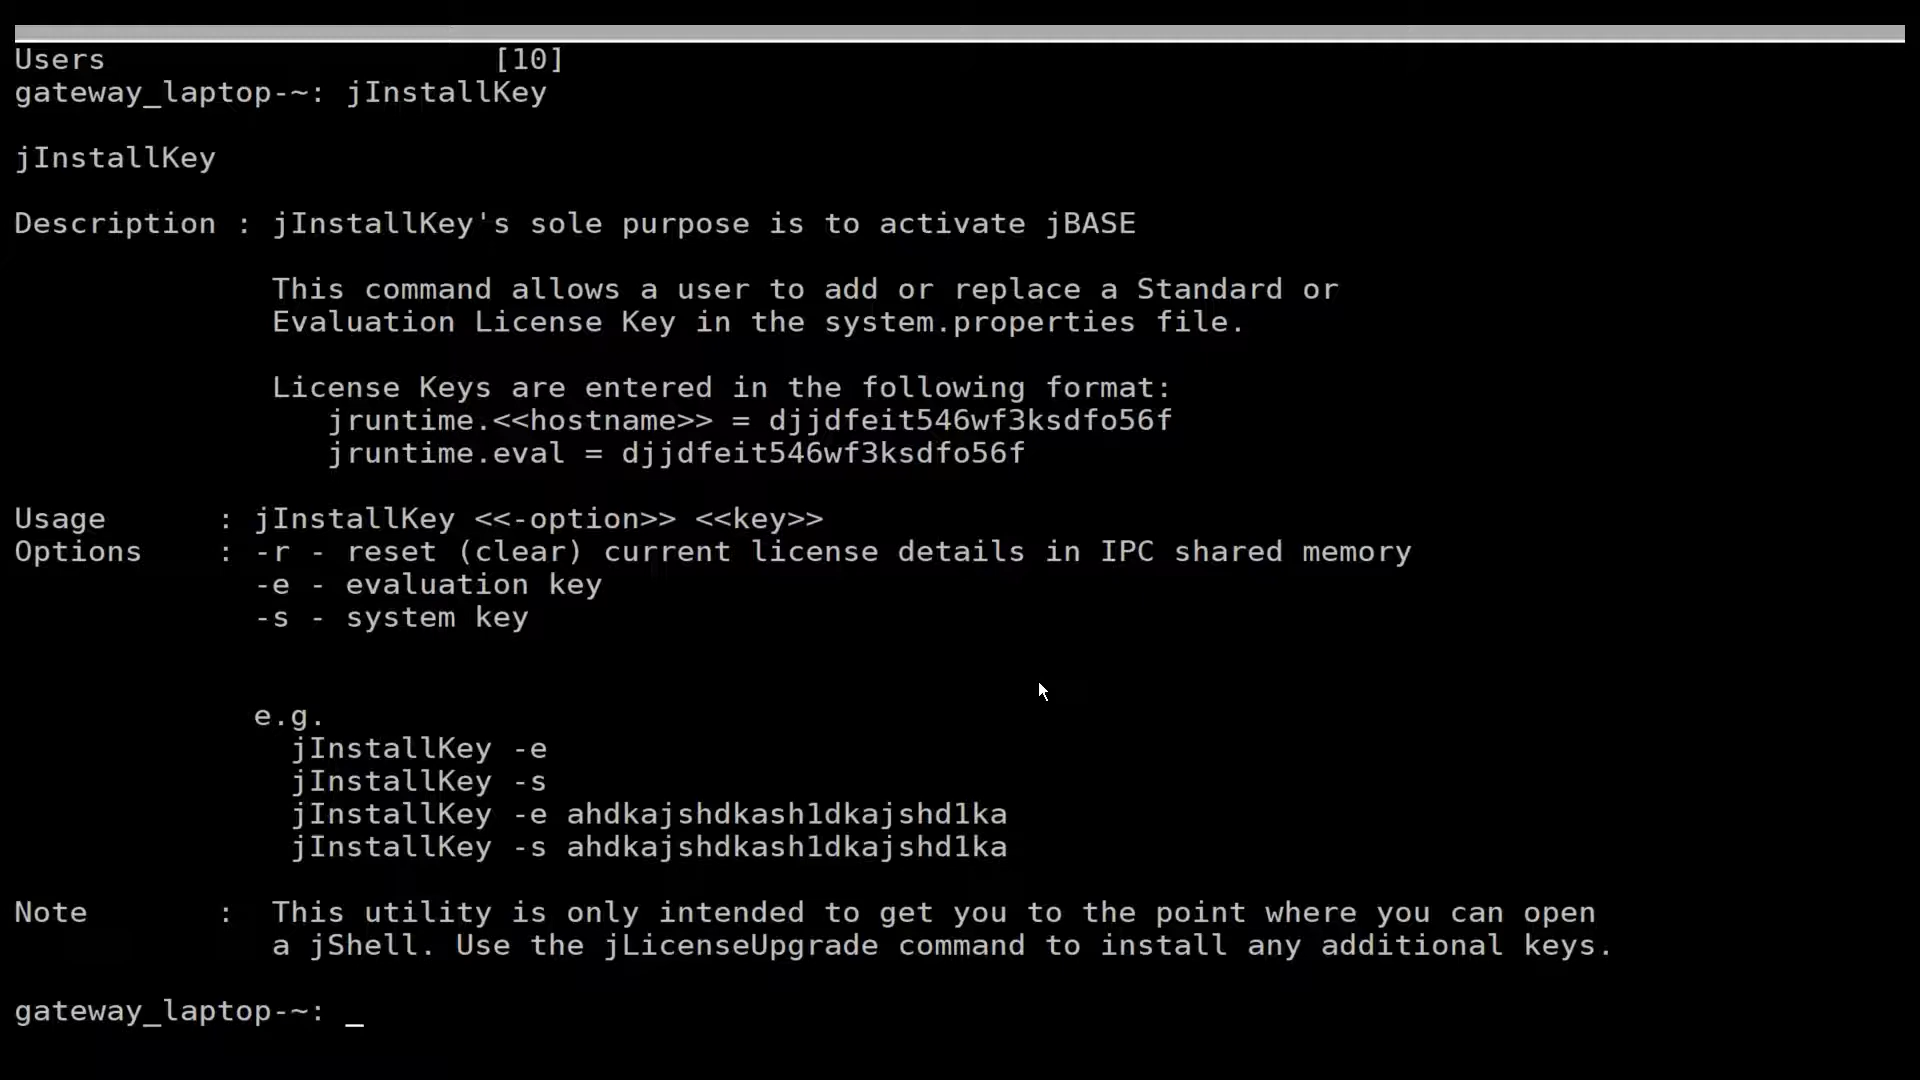 Users                     [10]
gateway_laptop-~: jInstallKey
jInstallKey
Description : jInstallKey's sole purpose is to activate jBASE
This command allows a user to add or replace a Standard or
Evaluation License Key in the system.properties file.
License Keys are entered in the following format:
jruntime.<<hostname>> = djjdfeit546wf3ksdfo56f
jruntime.eval = djjdfeit546wf3ksdfo56f
Usage      : jInstallKey <<-option>> <<key>>
Options    : -r - reset (clear) current license details in IPC shared memory
-e - evaluation key
-s - system key
e.g.
jInstallKey -e
jInstallKey -s
jInstallKey -e ahdkajshdkash1dkajshd1ka
jInstallKey -s ahdkajshdkash1dkajshd1ka
Note       :  This utility is only intended to get you to the point where you can open
a jShell. Use the jLicenseUpgrade command to install any additional keys.
gateway_laptop-~: _